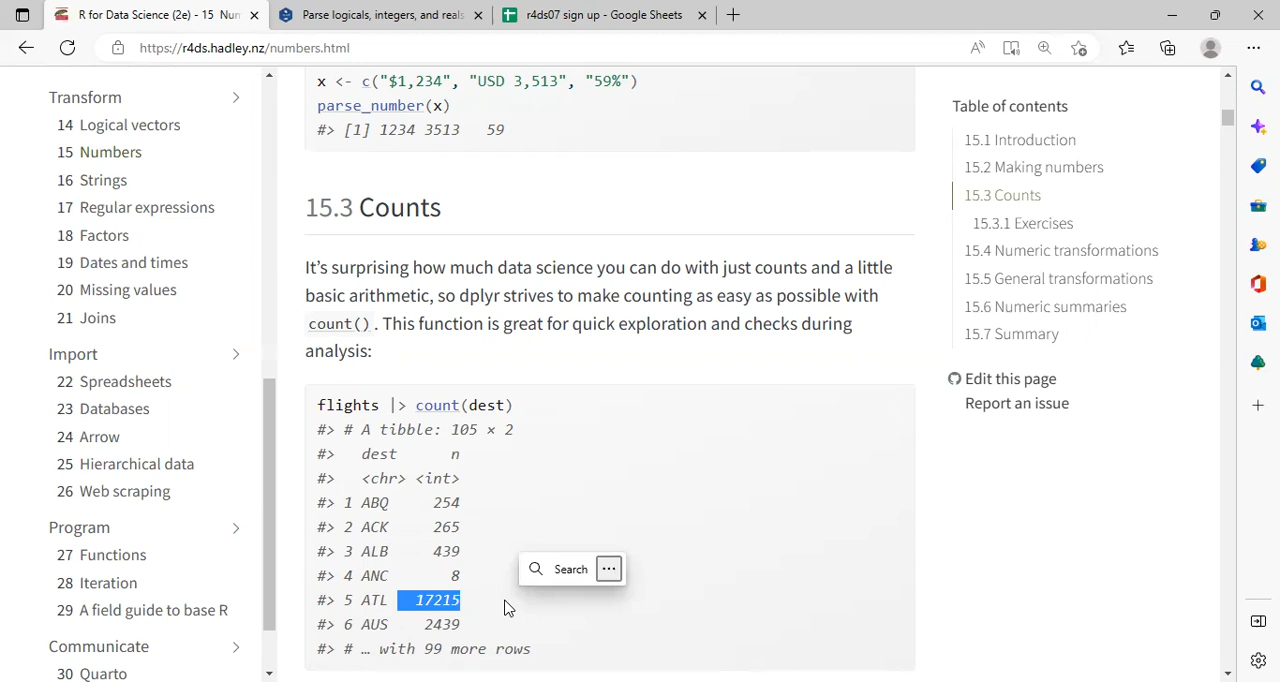 R for Data Science (2e) - 15 Num
Parse logicals, integers, and reals
r4ds07 sign up - Google Sheets
https://r4ds.hadley.nz/numbers.html
Transform
14 Logical vectors
15 Numbers
16 Strings
17 Regular expressions
18 Factors
19 Dates and times
20 Missing values
21 Joins
Import
22 Spreadsheets
23 Databases
24 Arrow
25 Hierarchical data
26 Web scraping
Program
27 Functions
28 Iteration
29 A field guide to base R
Communicate
30 Quarto
x <- c("$1,234", "USD 3,513", "59%")
parse_number(x)
#> [1] 1234 3513   59
15.3 Counts
It’s surprising how much data science you can do with just counts and a little
basic arithmetic, so dplyr strives to make counting as easy as possible with
count(). This function is great for quick exploration and checks during
analysis:
flights |> count(dest)
#> # A tibble: 105 × 2
#>   dest      n
#>   <chr> <int>
#> 1 ABQ     254
#> 2 ACK     265
#> 3 ALB     439
#> 4 ANC       8
#> 5 ATL   17215
#> 6 AUS    2439
#> # … with 99 more rows
Search
Table of contents
15.1 Introduction
15.2 Making numbers
15.3 Counts
15.3.1 Exercises
15.4 Numeric transformations
15.5 General transformations
15.6 Numeric summaries
15.7 Summary
Edit this page
Report an issue